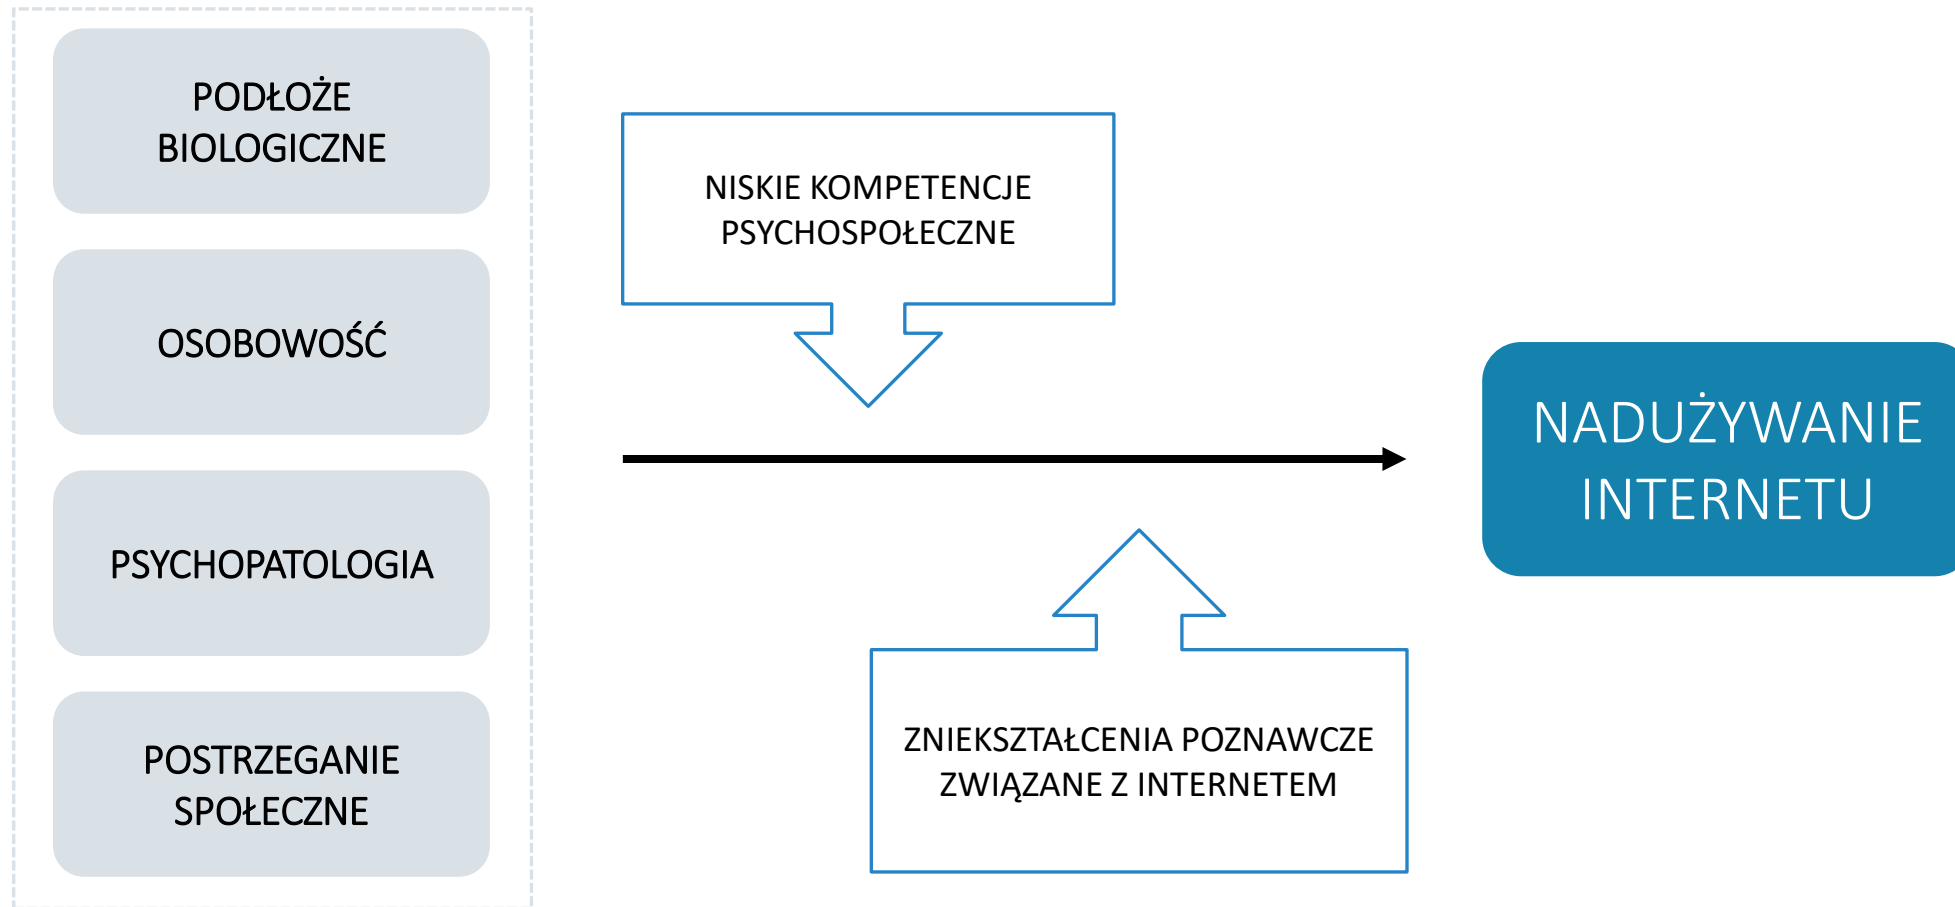 PODŁOŻE
BIOLOGICZNE
OSOBOWOŚĆ
PSYCHOPATOLOGIA
POSTRZEGANIE
SPOŁECZNE
NISKIE KOMPETENCJE
PSYCHOSPOŁECZNE
ZNIEKSZTAŁCENIA POZNAWCZE
ZWIĄZANE Z INTERNETEM
NADUŻYWANIE
INTERNETU